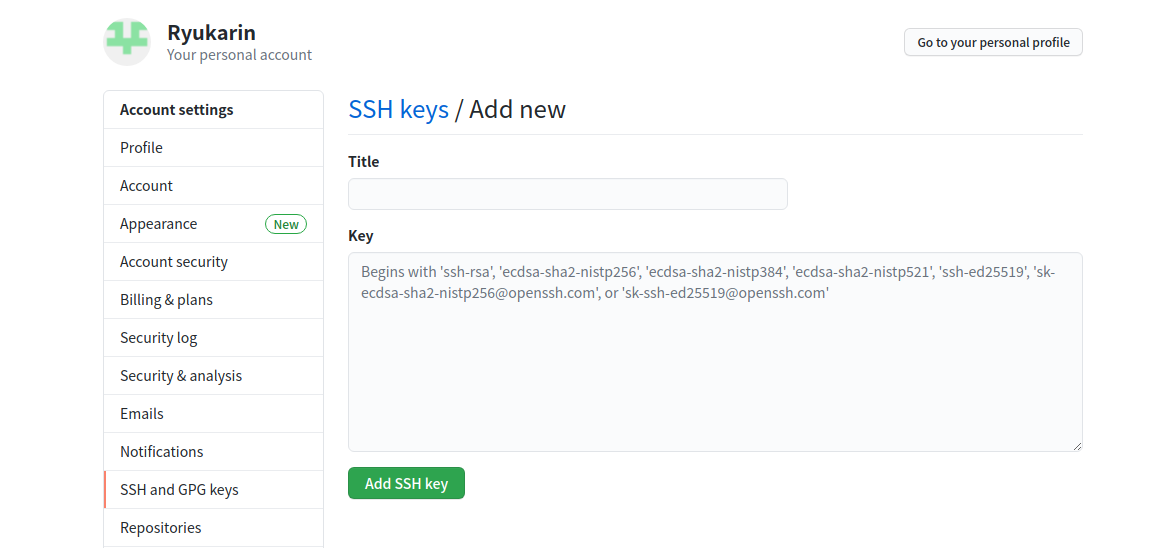 Ryukarin
Your personal account
Go to your personal profile
Account settings
Profile
Account
Appearance New
Account security
Billing & plans
Security log
Security & analysis
Emails
Notifications
SSH and GPG keys
Repositories
SSH keys / Add new
Title
Key
Begins with 'ssh-rsa', 'ecdsa-sha2-nistp256', 'ecdsa-sha2-nistp384', 'ecdsa-sha2-nistp521', 'ssh-ed25519', 'sk-
ecdsa-sha2-nistp256@openssh.com', or 'sk-ssh-ed25519@openssh.com'
Add SSH key